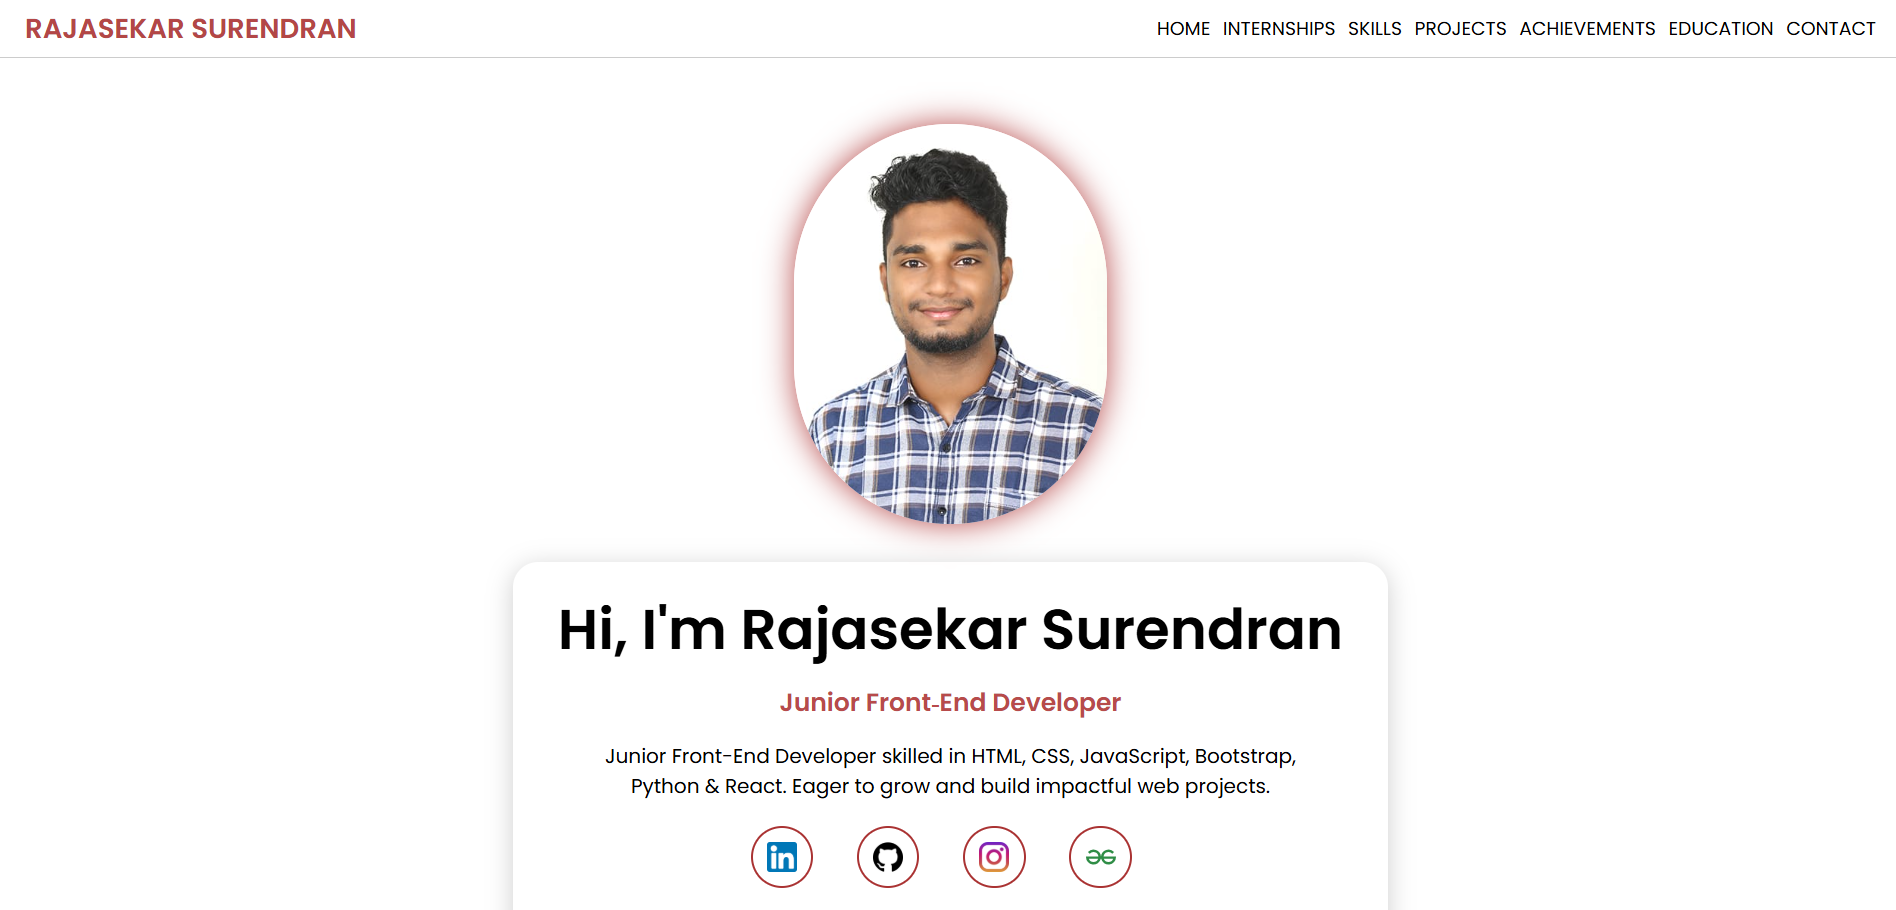 RAJASEKAR SURENDRAN
HOME INTERNSHIPS SKILLS PROJECTS ACHIEVEMENTS EDUCATION CONTACT
Hi, I'm Rajasekar Surendran
Junior Front-End Developer
Junior Front-End Developer skilled in HTML, CSS, JavaScript, Bootstrap,
Python & React. Eager to grow and build impactful web projects.
in